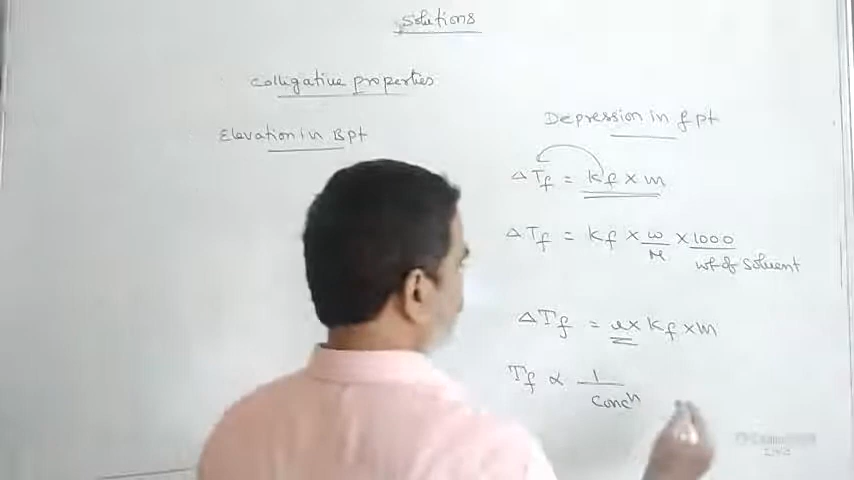 Solutions
Colligative properties
Elevation in Bpt
Depression in f pt
ΔTf = kf × m
ΔTf = kf × w/M × 1000/wt of solvent
ΔTf = i × kf × m
Tf ∝ 1/concⁿ
LIVE